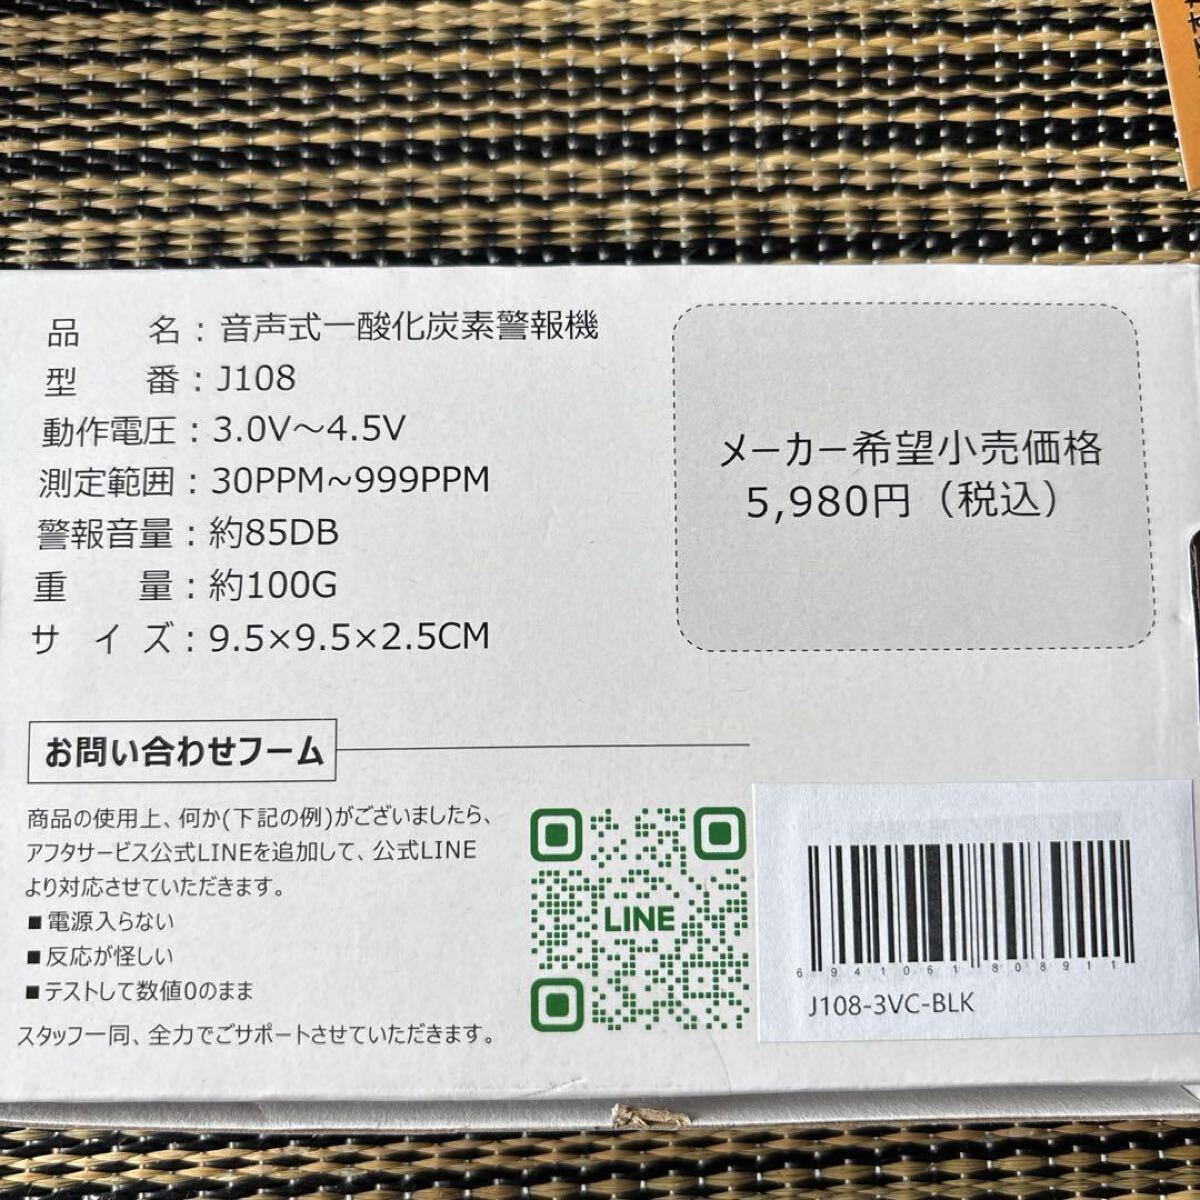 品　　名：音声式一酸化炭素警報機
型　　番：J108
動作電圧：3.0V～4.5V
測定範囲：30PPM~999PPM
警報音量：約85DB
重　　量：約100G
サ イ ズ：9.5×9.5×2.5CM
メーカー希望小売価格
5,980円（税込）
お問い合わせフーム
商品の使用上、何か(下記の例)がございましたら、
アフタサービス公式LINEを追加して、公式LINE
より対応させていただきます。
■電源入らない
■反応が怪しい
■テストして数値0のまま
スタッフ一同、全力でごサポートさせていただきます。
LINE
6941061808911
J108-3VC-BLK